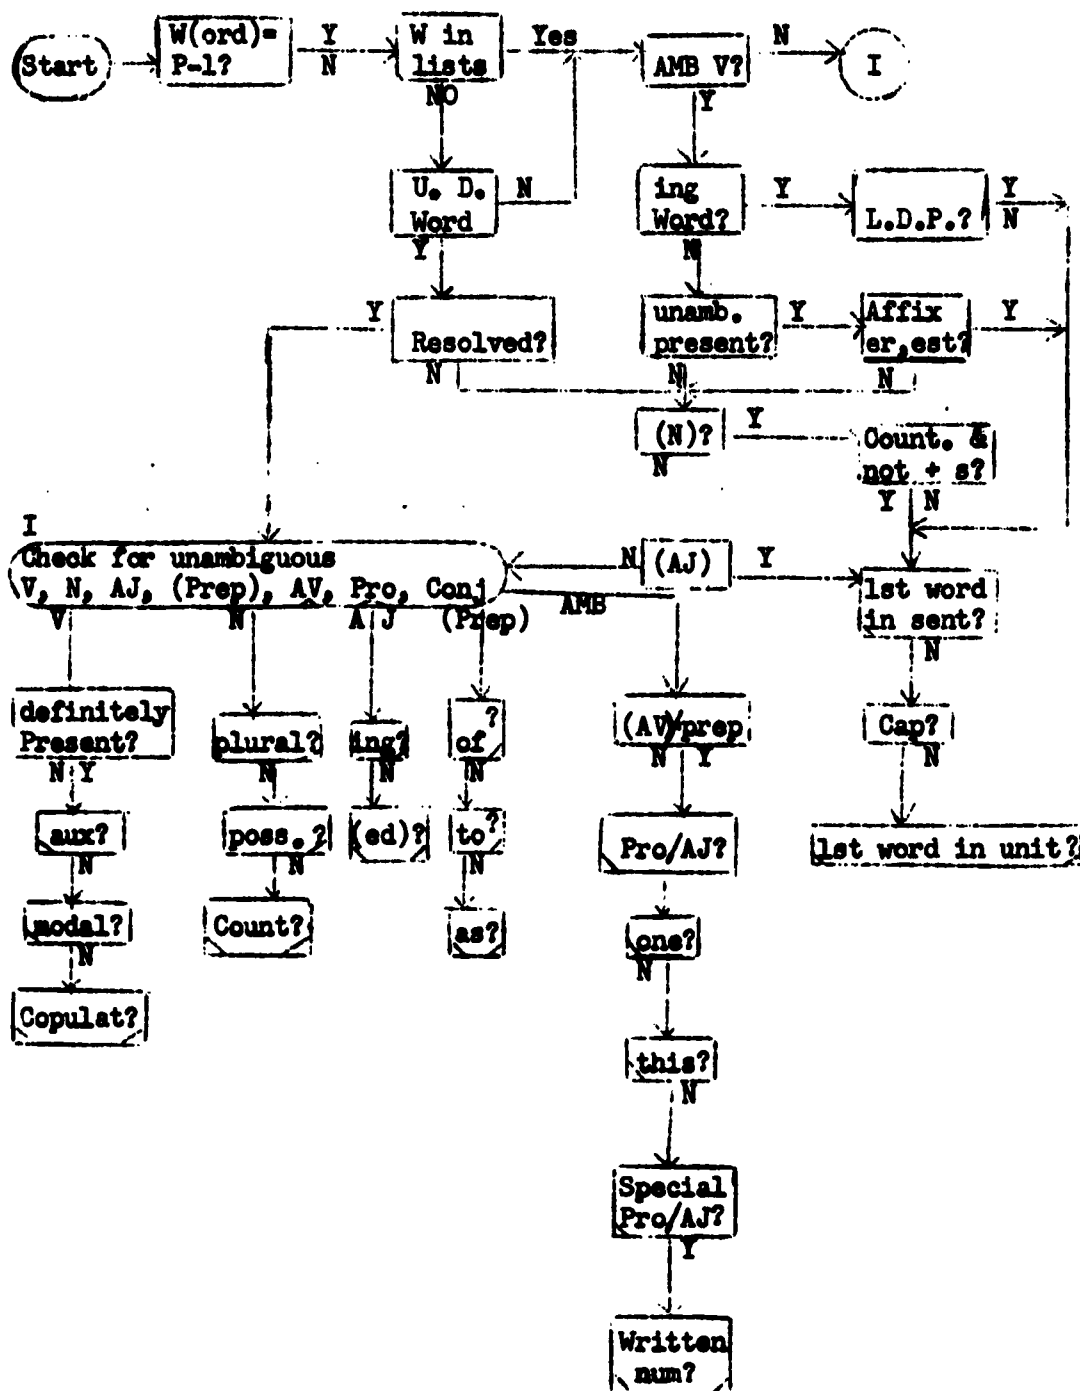 Start
W(ord)=
P-1?
Y
N
W in
lists
Yes
NO
AMB V?
N
Y
I
U. D.
Word
N
Y
ing
Word?
Y
N
L.D.P.?
Y
N
Resolved?
Y
N
unamb.
present?
Y
N
Affix
er,est?
Y
N
(N)?
Y
N
Count. &
not + s?
Y N
I
Check for unambiguous
V, N, AJ, (Prep), AV, Pro, Conj
V N A J (Prep)
AMB
N
(AJ)
Y
1st word
in sent?
N
Cap?
N
1st word in unit?
definitely
Present?
N Y
aux?
N
modal?
N
Copulat?
plural?
N
poss.?
N
Count?
ing?
N
(ed)?
of?
N
to?
N
as?
(AV)/prep
N Y
Pro/AJ?
one?
N
this?
N
Special
Pro/AJ?
Y
Written
num?